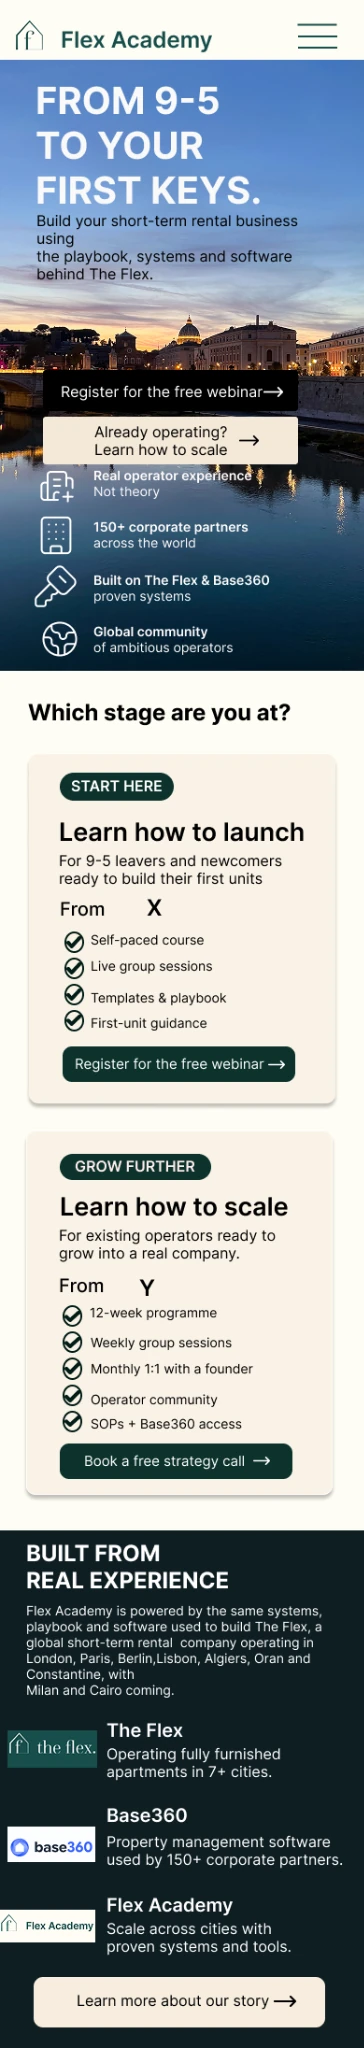 Flex Academy
FROM 9-5
TO YOUR
FIRST KEYS.
Build your short-term rental business
using
the playbook, systems and software
behind The Flex.
Register for the free webinar
Already operating?
Learn how to scale
Real operator experience
Not theory
150+ corporate partners
across the world
Built on The Flex & Base360
proven systems
Global community
of ambitious operators
Which stage are you at?
START HERE
Learn how to launch
For 9-5 leavers and newcomers
ready to build their first units
From X
Self-paced course
Live group sessions
Templates & playbook
First-unit guidance
Register for the free webinar
GROW FURTHER
Learn how to scale
For existing operators ready to
grow into a real company.
From Y
12-week programme
Weekly group sessions
Monthly 1:1 with a founder
Operator community
SOPs + Base360 access
Book a free strategy call
BUILT FROM
REAL EXPERIENCE
Flex Academy is powered by the same systems,
playbook and software used to build The Flex, a
global short-term rental company operating in
London, Paris, Berlin,Lisbon, Algiers, Oran and
Constantine, with
Milan and Cairo coming.
the flex.
The Flex
Operating fully furnished
apartments in 7+ cities.
base360
Base360
Property management software
used by 150+ corporate partners.
Flex Academy
Flex Academy
Scale across cities with
proven systems and tools.
Learn more about our story